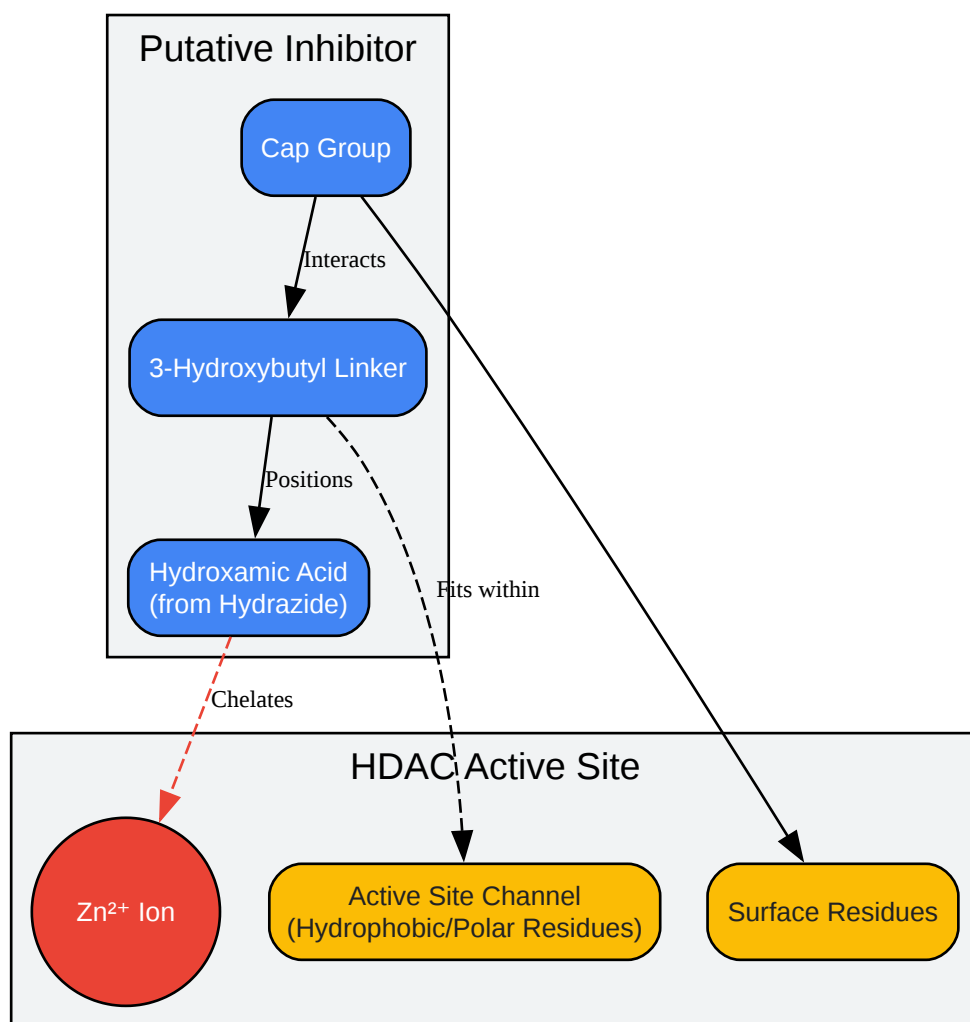 Putative Inhibitor
Cap Group
Interacts
3-Hydroxybutyl Linker
Positions
Hydroxamic Acid
(from Hydrazide)
Fits within
Chelates
HDAC Active Site
Zn²⁺ Ion
Active Site Channel
(Hydrophobic/Polar Residues)
Surface Residues